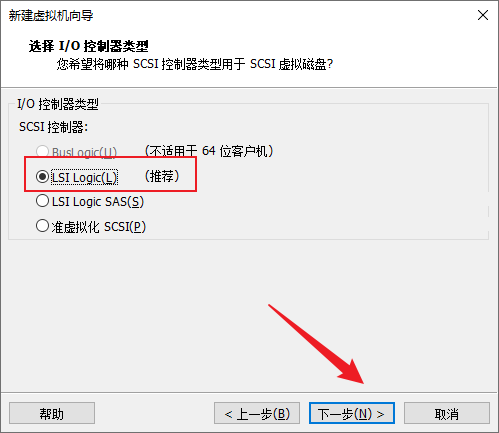 新建虚拟机向导
选择 I/O 控制器类型
您希望将哪种 SCSI 控制器类型用于 SCSI 虚拟磁盘?
I/O 控制器类型
SCSI 控制器:
BusLogic(U) (不适用于 64 位客户机)
LSI Logic(L) (推荐)
LSI Logic SAS(S)
准虚拟化 SCSI(P)
帮助 < 上一步(B) 下一步(N) > 取消